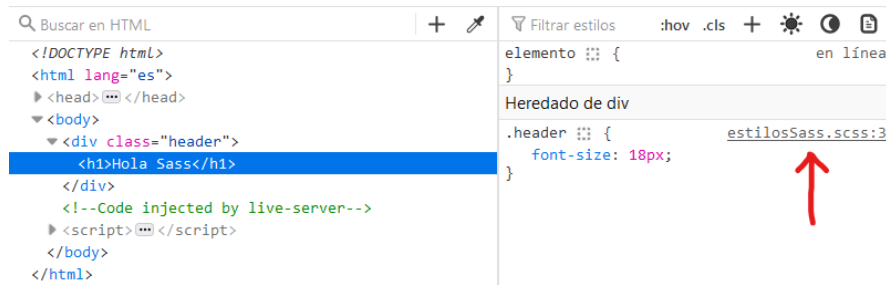 Buscar en HTML
<!DOCTYPE html>
<html lang="es">
<head> ··· </head>
<body>
<div class="header">
<h1>Hola Sass</h1>
</div>
<!--Code injected by live-server-->
<script> ··· </script>
</body>
</html>
Filtrar estilos :hov .cls
elemento { en línea
}
Heredado de div
.header { estilosSass.scss:3
font-size: 18px;
}